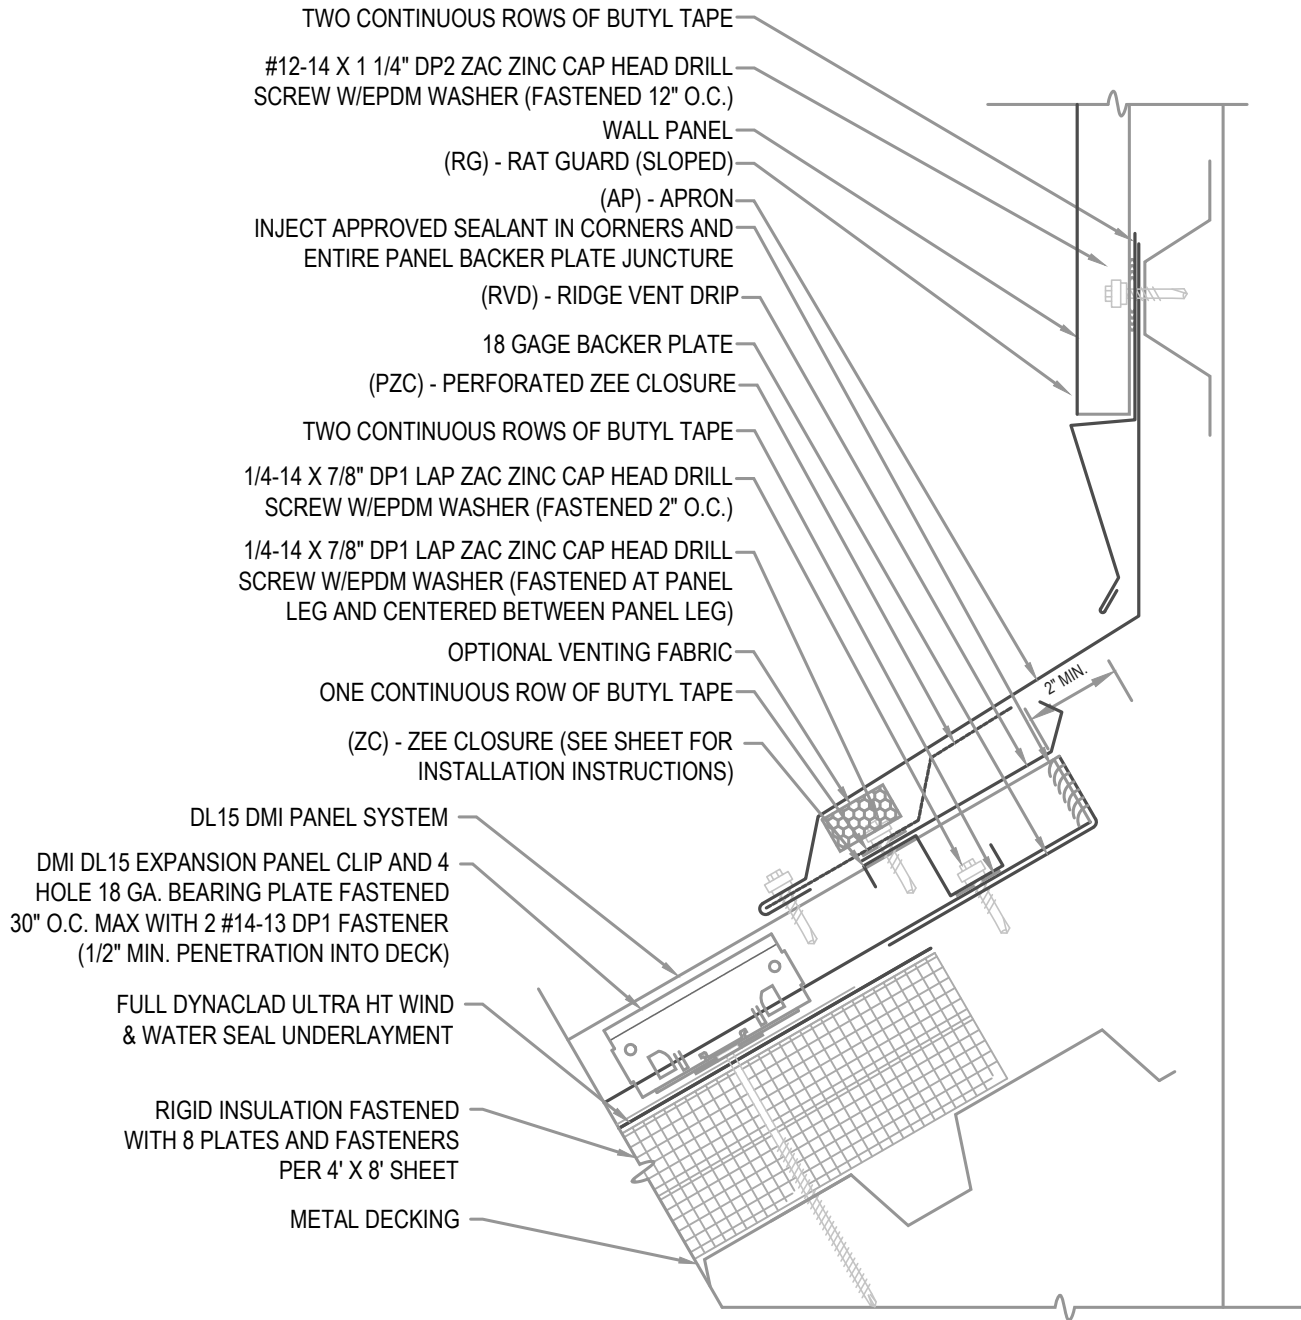 TWO CONTINUOUS ROWS OF BUTYL TAPE
#12-14 X 1 1/4" DP2 ZAC ZINC CAP HEAD DRILL
SCREW W/EPDM WASHER (FASTENED 12" O.C.)
WALL PANEL
(RG) - RAT GUARD (SLOPED)
(AP) - APRON
INJECT APPROVED SEALANT IN CORNERS AND
ENTIRE PANEL BACKER PLATE JUNCTURE
(RVD) - RIDGE VENT DRIP
18 GAGE BACKER PLATE
(PZC) - PERFORATED ZEE CLOSURE
TWO CONTINUOUS ROWS OF BUTYL TAPE
1/4-14 X 7/8" DP1 LAP ZAC ZINC CAP HEAD DRILL
SCREW W/EPDM WASHER (FASTENED 2" O.C.)
1/4-14 X 7/8" DP1 LAP ZAC ZINC CAP HEAD DRILL
SCREW W/EPDM WASHER (FASTENED AT PANEL
LEG AND CENTERED BETWEEN PANEL LEG)
OPTIONAL VENTING FABRIC
2" MIN.
ONE CONTINUOUS ROW OF BUTYL TAPE
(ZC) - ZEE CLOSURE (SEE SHEET FOR
INSTALLATION INSTRUCTIONS)
DL15 DMI PANEL SYSTEM
DMI DL15 EXPANSION PANEL CLIP AND 4
HOLE 18 GA. BEARING PLATE FASTENED
30" O.C. MAX WITH 2 #14-13 DP1 FASTENER
(1/2" MIN. PENETRATION INTO DECK)
FULL DYNACLAD ULTRA HT WIND
& WATER SEAL UNDERLAYMENT
RIGID INSULATION FASTENED
WITH 8 PLATES AND FASTENERS
PER 4' X 8' SHEET
METAL DECKING